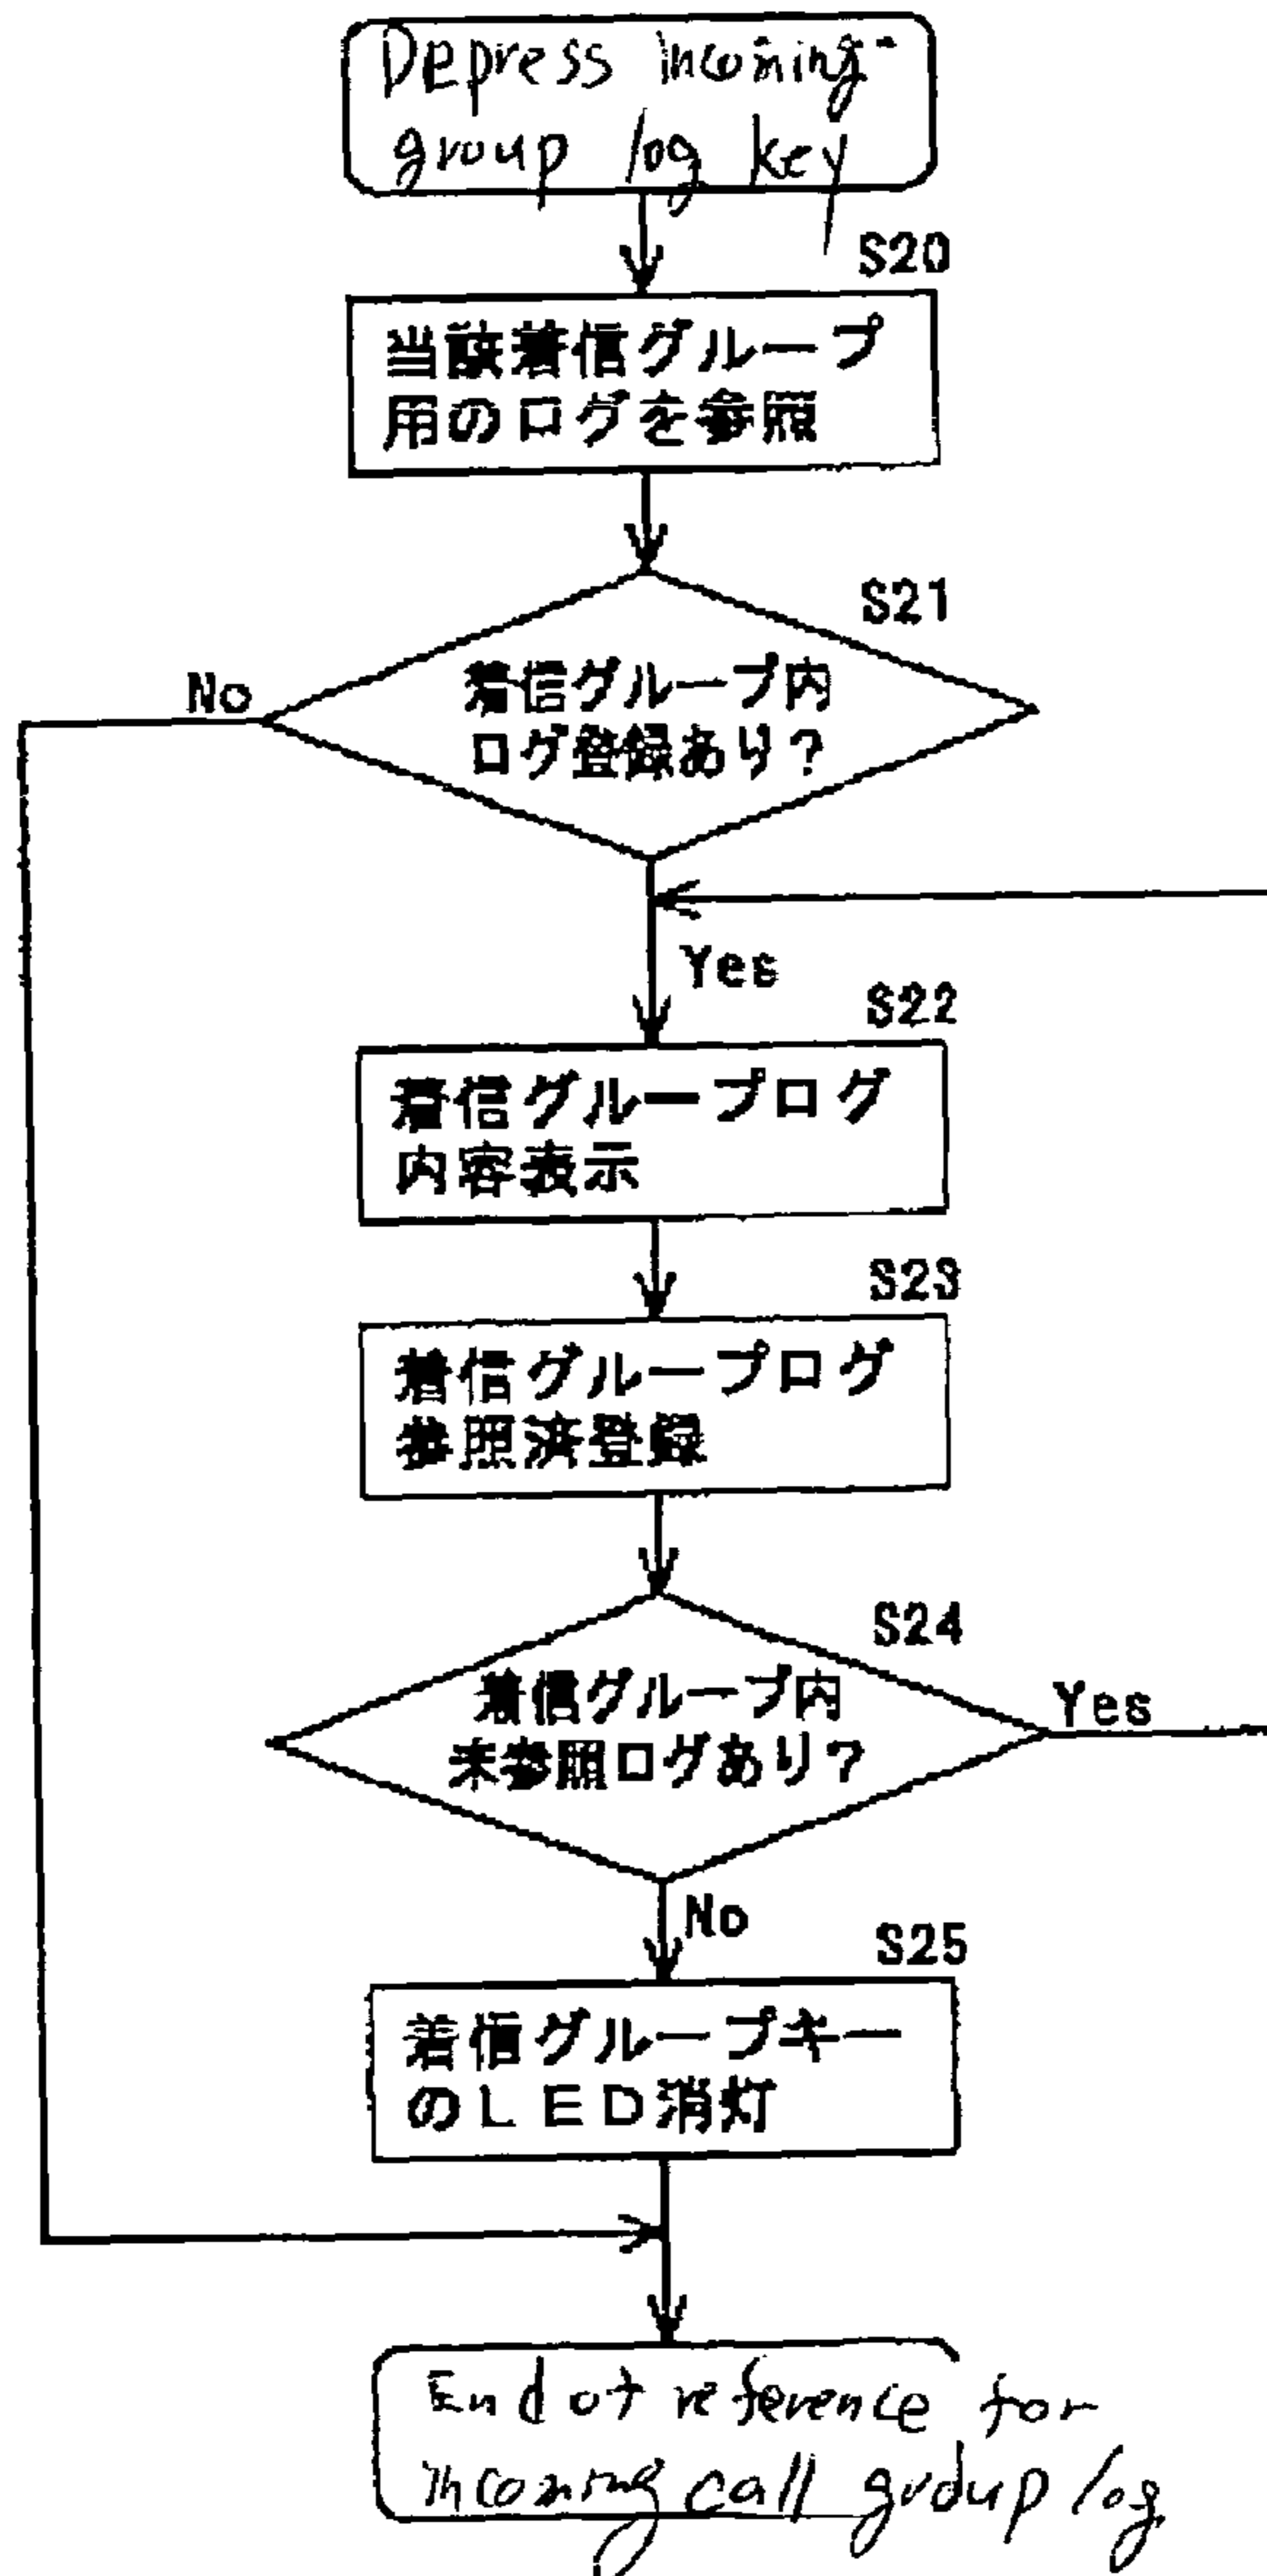 Depress incoming-
group log key
S20
当該着信グループ
用のログを参照
S21
No
着信グループ内
ログ登録あり？
Yes
S22
着信グループログ
内容表示
S23
着信グループログ
参照済登録
S24
着信グループ内
未参照ログあり？
Yes
No
S25
着信グループキー
のＬＥＤ消灯
End of reference for
incoming call group log